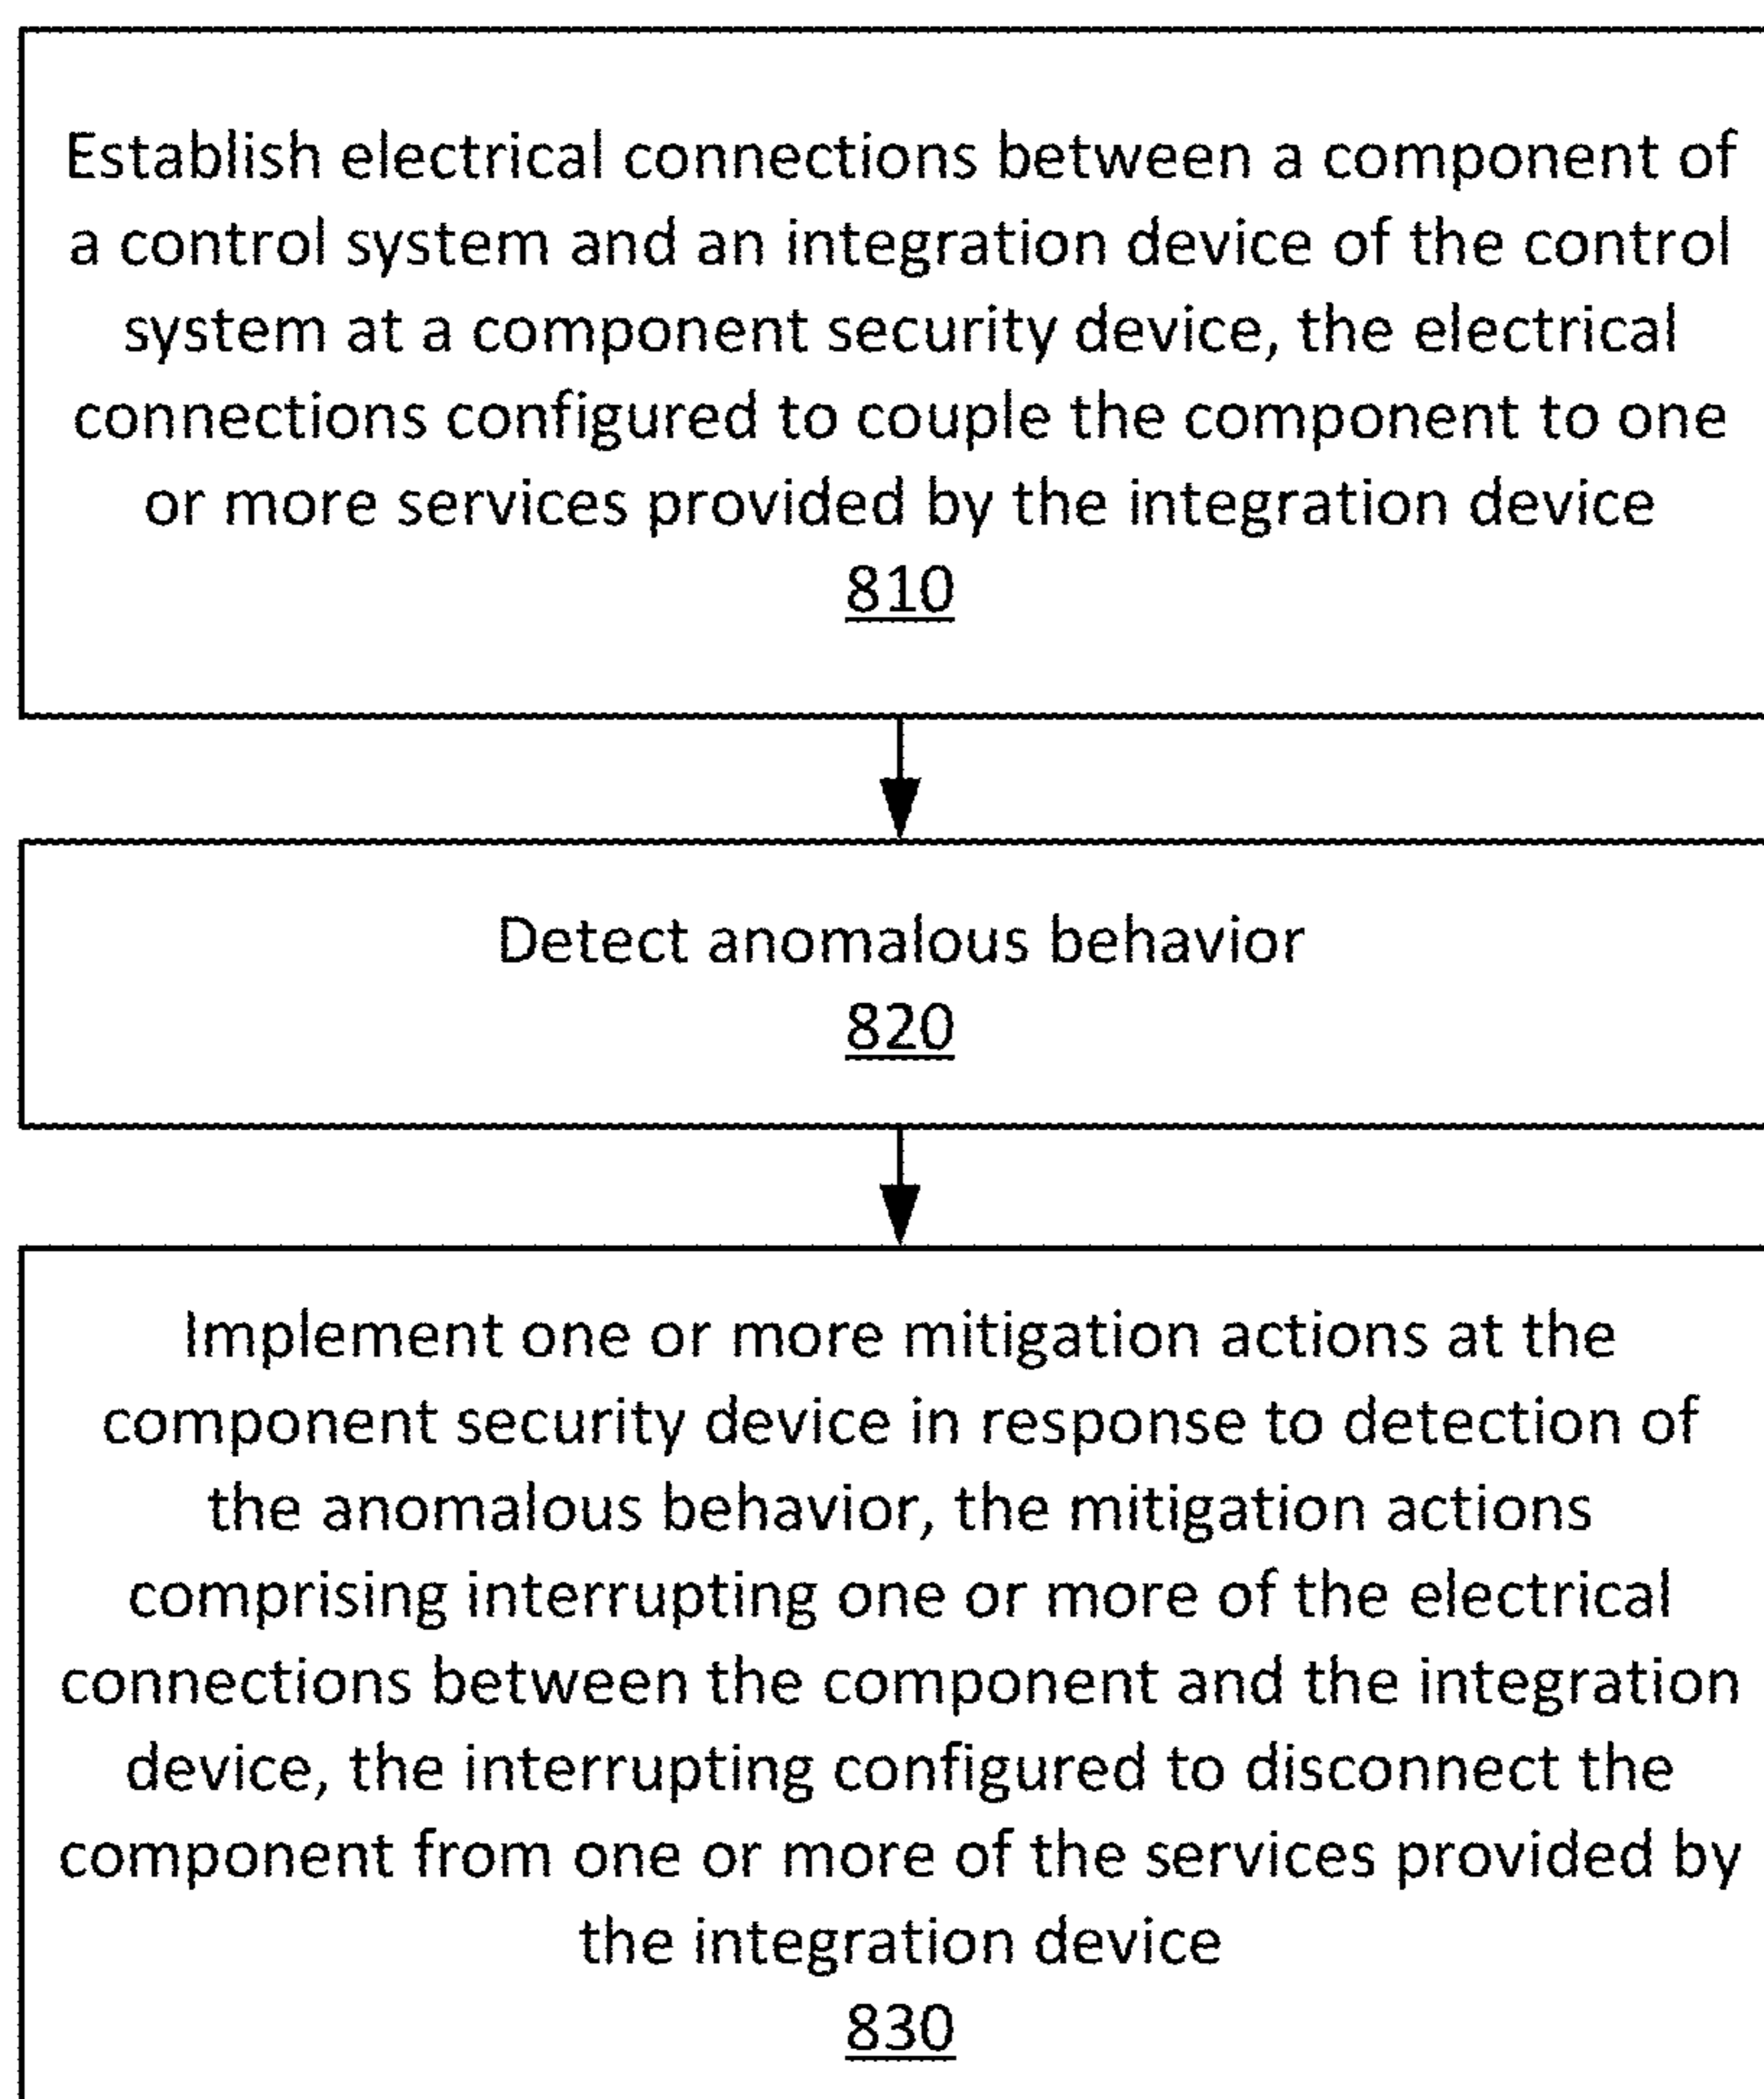 Establish electrical connections between a component of
a control system and an integration device of the control
system at a component security device, the electrical
connections configured to couple the component to one
or more services provided by the integration device
810
Detect anomalous behavior
820
Implement one or more mitigation actions at the
component security device in response to detection of
the anomalous behavior, the mitigation actions
comprising interrupting one or more of the electrical
connections between the component and the integration
device, the interrupting configured to disconnect the
component from one or more of the services provided by
the integration device
830